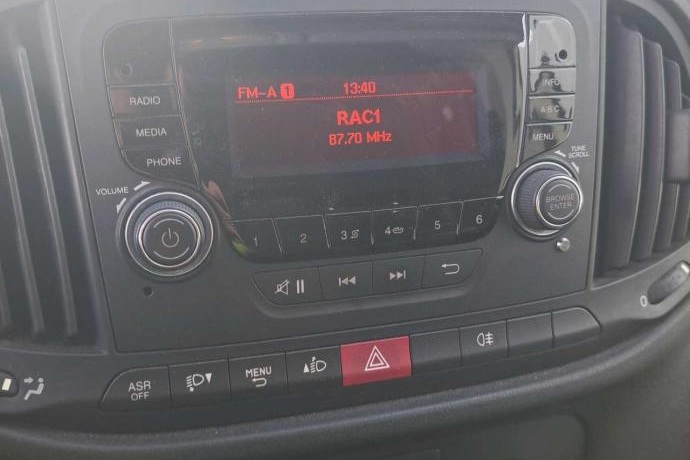 FM-A 1 13:40
RAC1
87.70 MHz
RADIO
MEDIA
PHONE
INFO
A-B-C
MENU
VOLUME
TUNE
SCROLL
BROWSE
ENTER
1 2 3 4 5 6
ASR
OFF
MENU
0